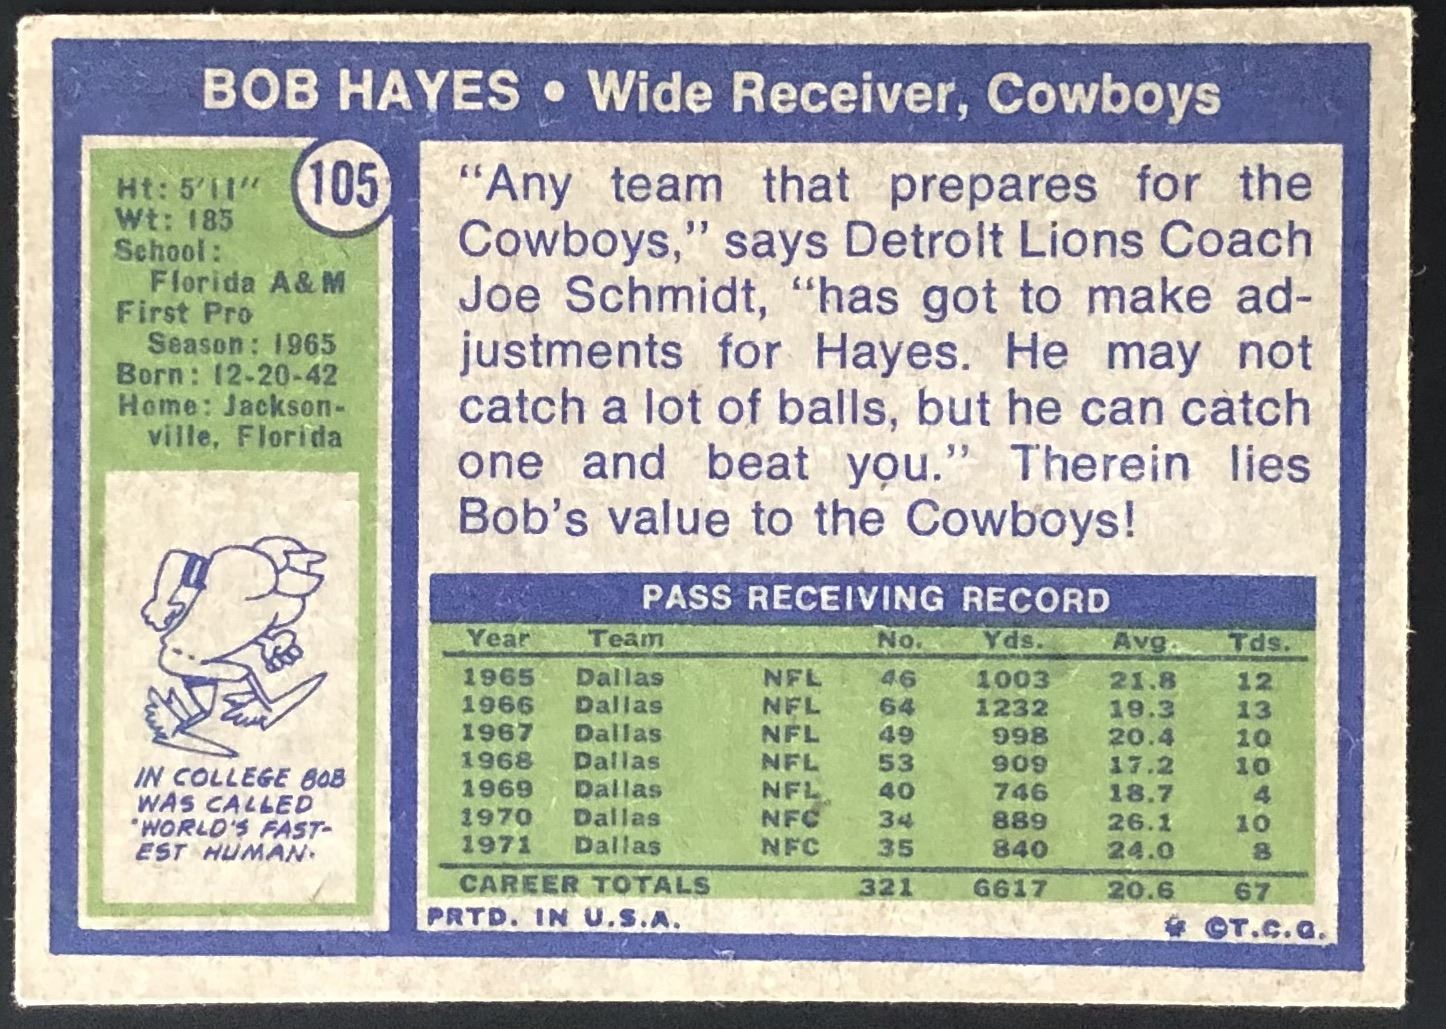 BOB HAYES • Wide Receiver, Cowboys
105
Ht: 5'11"
Wt: 185
School:
Florida A&M
First Pro
Season: 1965
Born: 12-20-42
Home: Jackson-
ville, Florida
IN COLLEGE BOB
WAS CALLED
"WORLD'S FAST-
EST HUMAN.
"Any team that prepares for the
Cowboys," says Detroit Lions Coach
Joe Schmidt, "has got to make ad-
justments for Hayes. He may not
catch a lot of balls, but he can catch
one and beat you." Therein lies
Bob's value to the Cowboys!
PASS RECEIVING RECORD
Year Team No. Yds. Avg. Tds.
1965 Dallas NFL 46 1003 21.8 12
1966 Dallas NFL 64 1232 19.3 13
1967 Dallas NFL 49 998 20.4 10
1968 Dallas NFL 53 909 17.2 10
1969 Dallas NFL 40 746 18.7 4
1970 Dallas NFC 34 889 26.1 10
1971 Dallas NFC 35 840 24.0 8
CAREER TOTALS 321 6617 20.6 67
PRTD. IN U.S.A. * ©T.C.G.